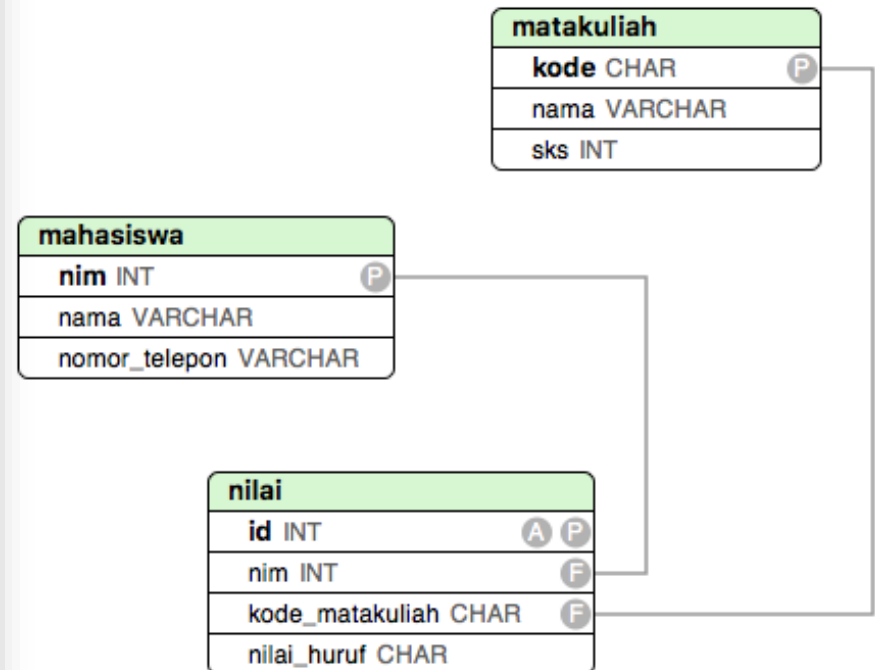 matakuliah
kode CHAR P
nama VARCHAR
sks INT
mahasiswa
nim INT P
nama VARCHAR
nomor_telepon VARCHAR
nilai
id INT A P
nim INT F
kode_matakuliah CHAR F
nilai_huruf CHAR